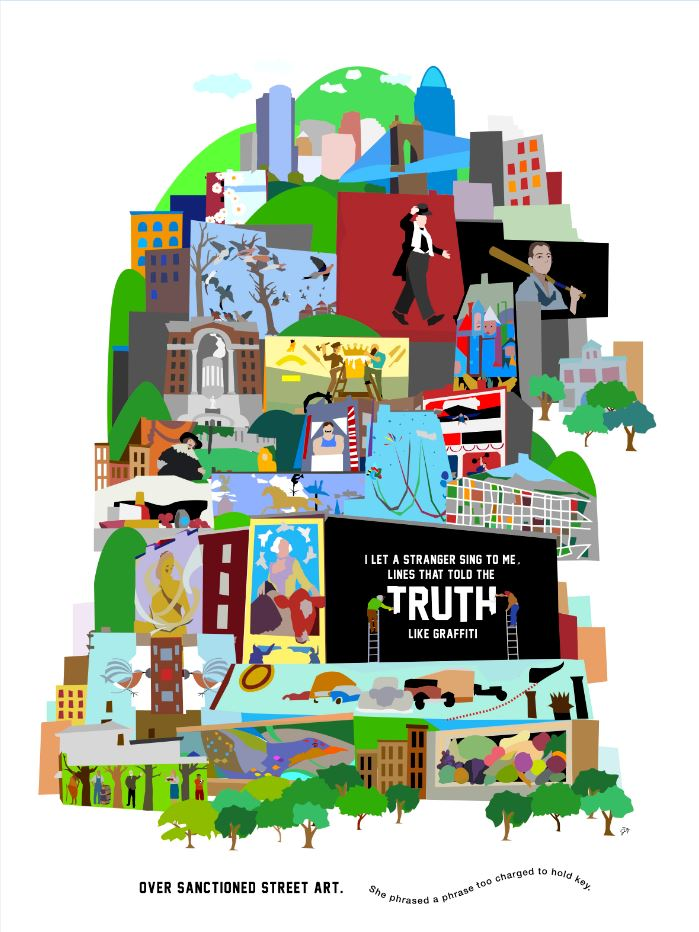 I LET A STRANGER SING TO ME,
LINES THAT TOLD THE
TRUTH
LIKE GRAFFITI
OVER SANCTIONED STREET ART.
She phrased a phrase too charged to hold key.